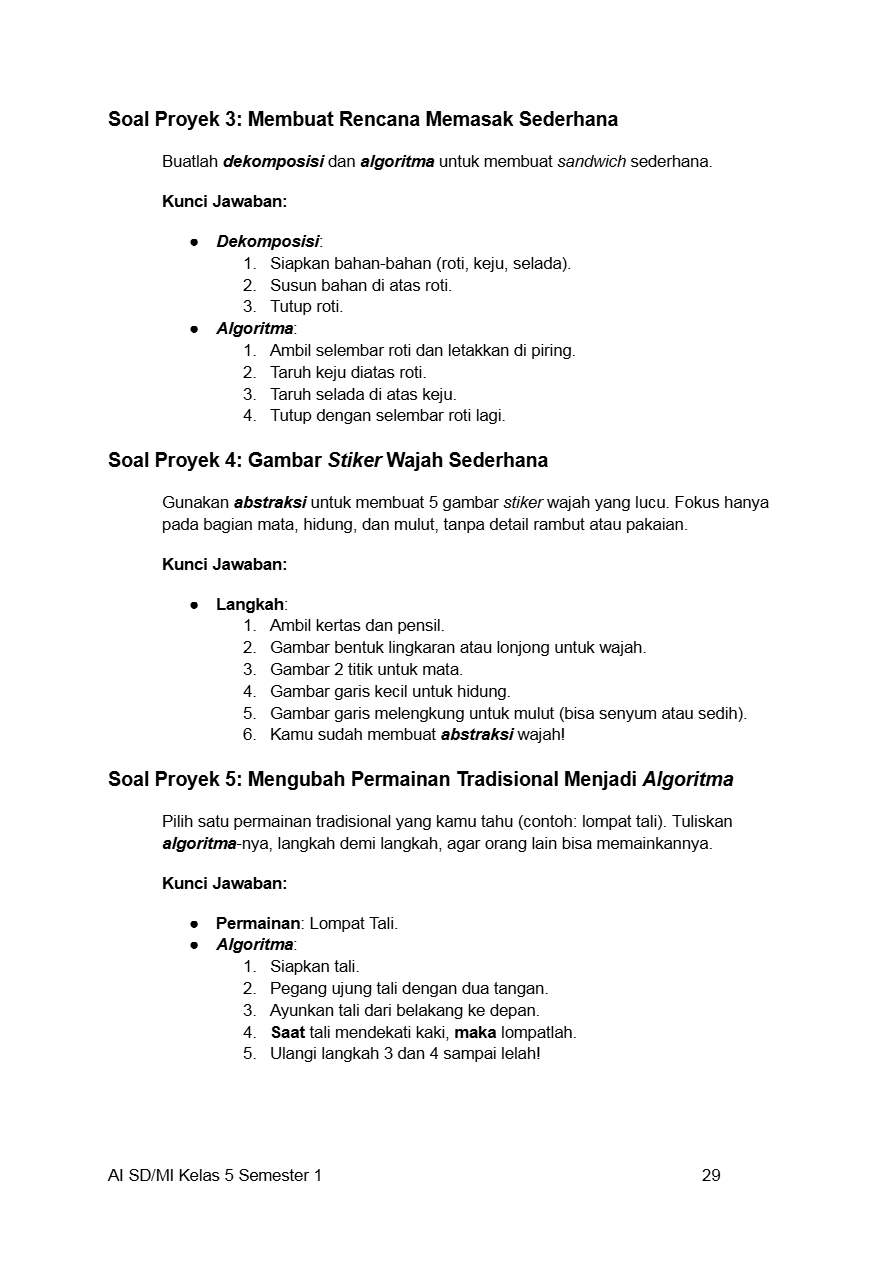 Soal Proyek 3: Membuat Rencana Memasak Sederhana
Buatlah dekomposisi dan algoritma untuk membuat sandwich sederhana.
Kunci Jawaban:
● Dekomposisi:
1. Siapkan bahan-bahan (roti, keju, selada).
2. Susun bahan di atas roti.
3. Tutup roti.
● Algoritma:
1. Ambil selembar roti dan letakkan di piring.
2. Taruh keju diatas roti.
3. Taruh selada di atas keju.
4. Tutup dengan selembar roti lagi.
Soal Proyek 4: Gambar Stiker Wajah Sederhana
Gunakan abstraksi untuk membuat 5 gambar stiker wajah yang lucu. Fokus hanya
pada bagian mata, hidung, dan mulut, tanpa detail rambut atau pakaian.
Kunci Jawaban:
● Langkah:
1. Ambil kertas dan pensil.
2. Gambar bentuk lingkaran atau lonjong untuk wajah.
3. Gambar 2 titik untuk mata.
4. Gambar garis kecil untuk hidung.
5. Gambar garis melengkung untuk mulut (bisa senyum atau sedih).
6. Kamu sudah membuat abstraksi wajah!
Soal Proyek 5: Mengubah Permainan Tradisional Menjadi Algoritma
Pilih satu permainan tradisional yang kamu tahu (contoh: lompat tali). Tuliskan
algoritma-nya, langkah demi langkah, agar orang lain bisa memainkannya.
Kunci Jawaban:
● Permainan: Lompat Tali.
● Algoritma:
1. Siapkan tali.
2. Pegang ujung tali dengan dua tangan.
3. Ayunkan tali dari belakang ke depan.
4. Saat tali mendekati kaki, maka lompatlah.
5. Ulangi langkah 3 dan 4 sampai lelah!
AI SD/MI Kelas 5 Semester 1 29